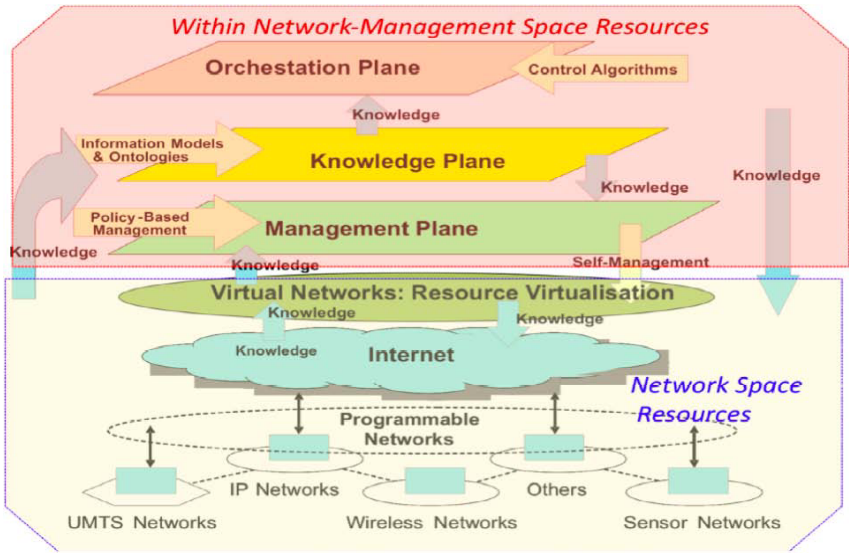 Within Network-Management Space Resources
Orchestation Plane
Control Algorithms
Knowledge
Information Models
& Ontologies
Knowledge Plane
Knowledge
Knowledge
Policy-Based
Management
Management Plane
Knowledge
Knowledge
Self-Management
Virtual Networks: Resource Virtualisation
Knowledge
Knowledge
Knowledge
Internet
Network Space
Resources
Programmable
Networks
IP Networks
Others
UMTS Networks
Wireless Networks
Sensor Networks